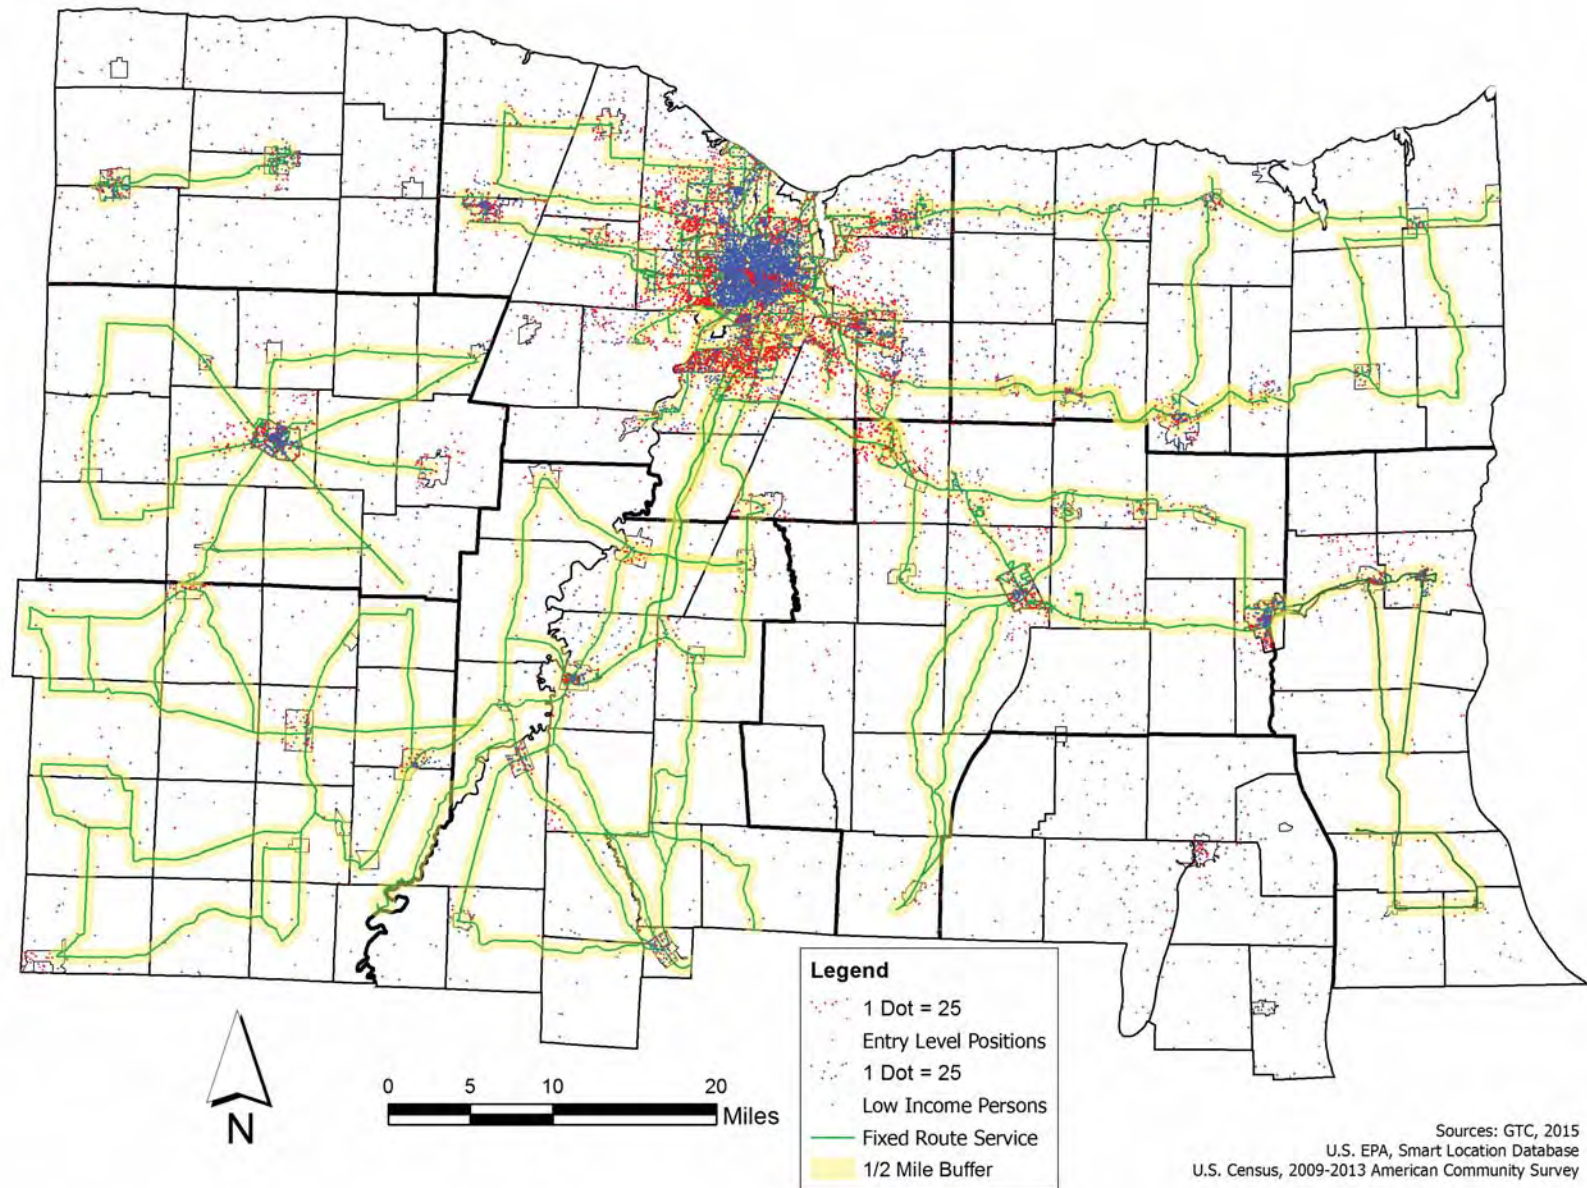 Legend
1 Dot = 25
Entry Level Positions
1 Dot = 25
Low Income Persons
Fixed Route Service
1/2 Mile Buffer
N
0 5 10 20
Miles
Sources: GTC, 2015
U.S. EPA, Smart Location Database
U.S. Census, 2009-2013 American Community Survey